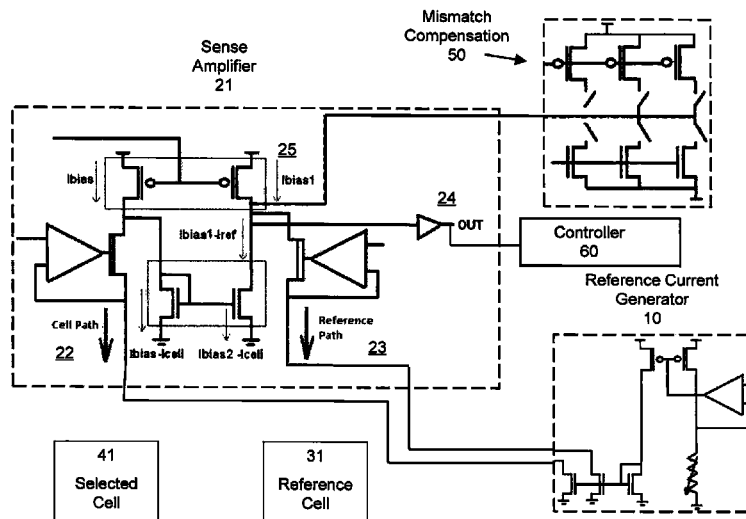 Mismatch
Compensation
50
Sense
Amplifier
21
25
Ibias
Ibias1
24
OUT
Ibias1-Iref
Controller
60
Reference Current
Generator
10
Cell Path
Reference
Path
22
Ibias-Icell
Ibias2 -Icell
23
41
Selected
Cell
31
Reference
Cell